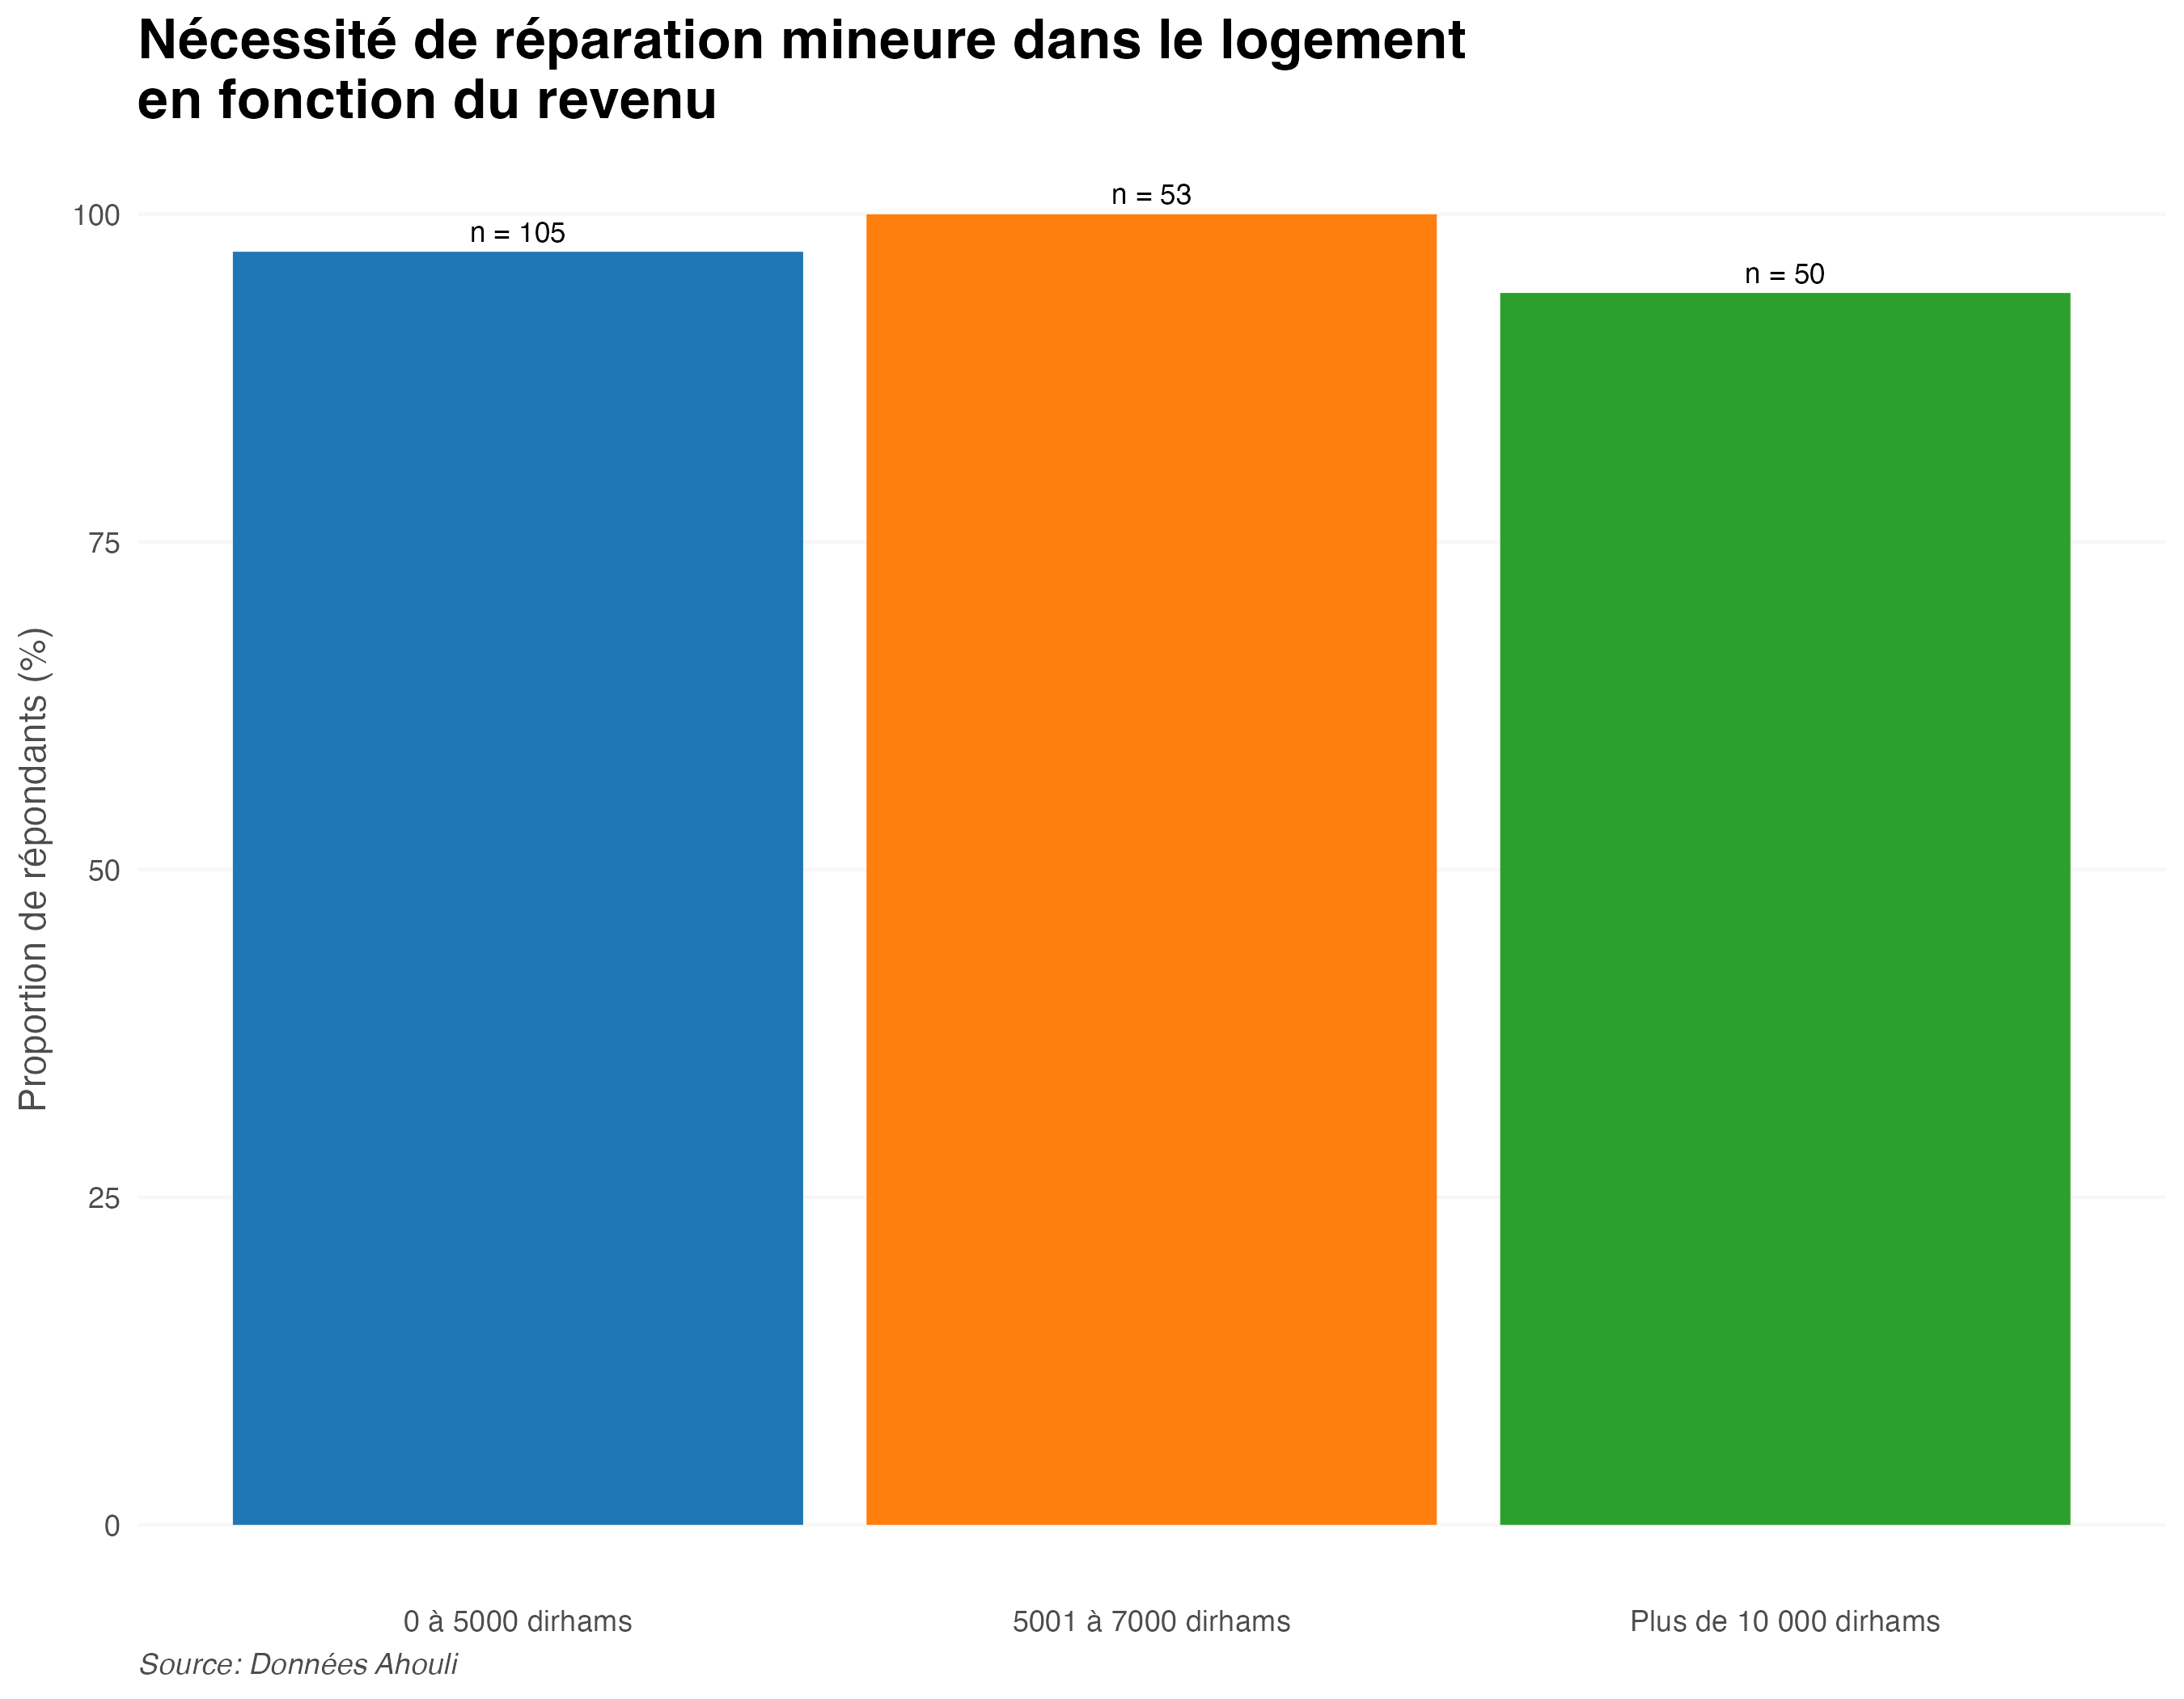 Nécessité de réparation mineure dans le logement
en fonction du revenu
n = 53
100
n = 105
n = 50
75
Proportion de répondants (%)
50
25
0
0 à 5000 dirhams
5001 à 7000 dirhams
Plus de 10 000 dirhams
Source: Données Ahouli